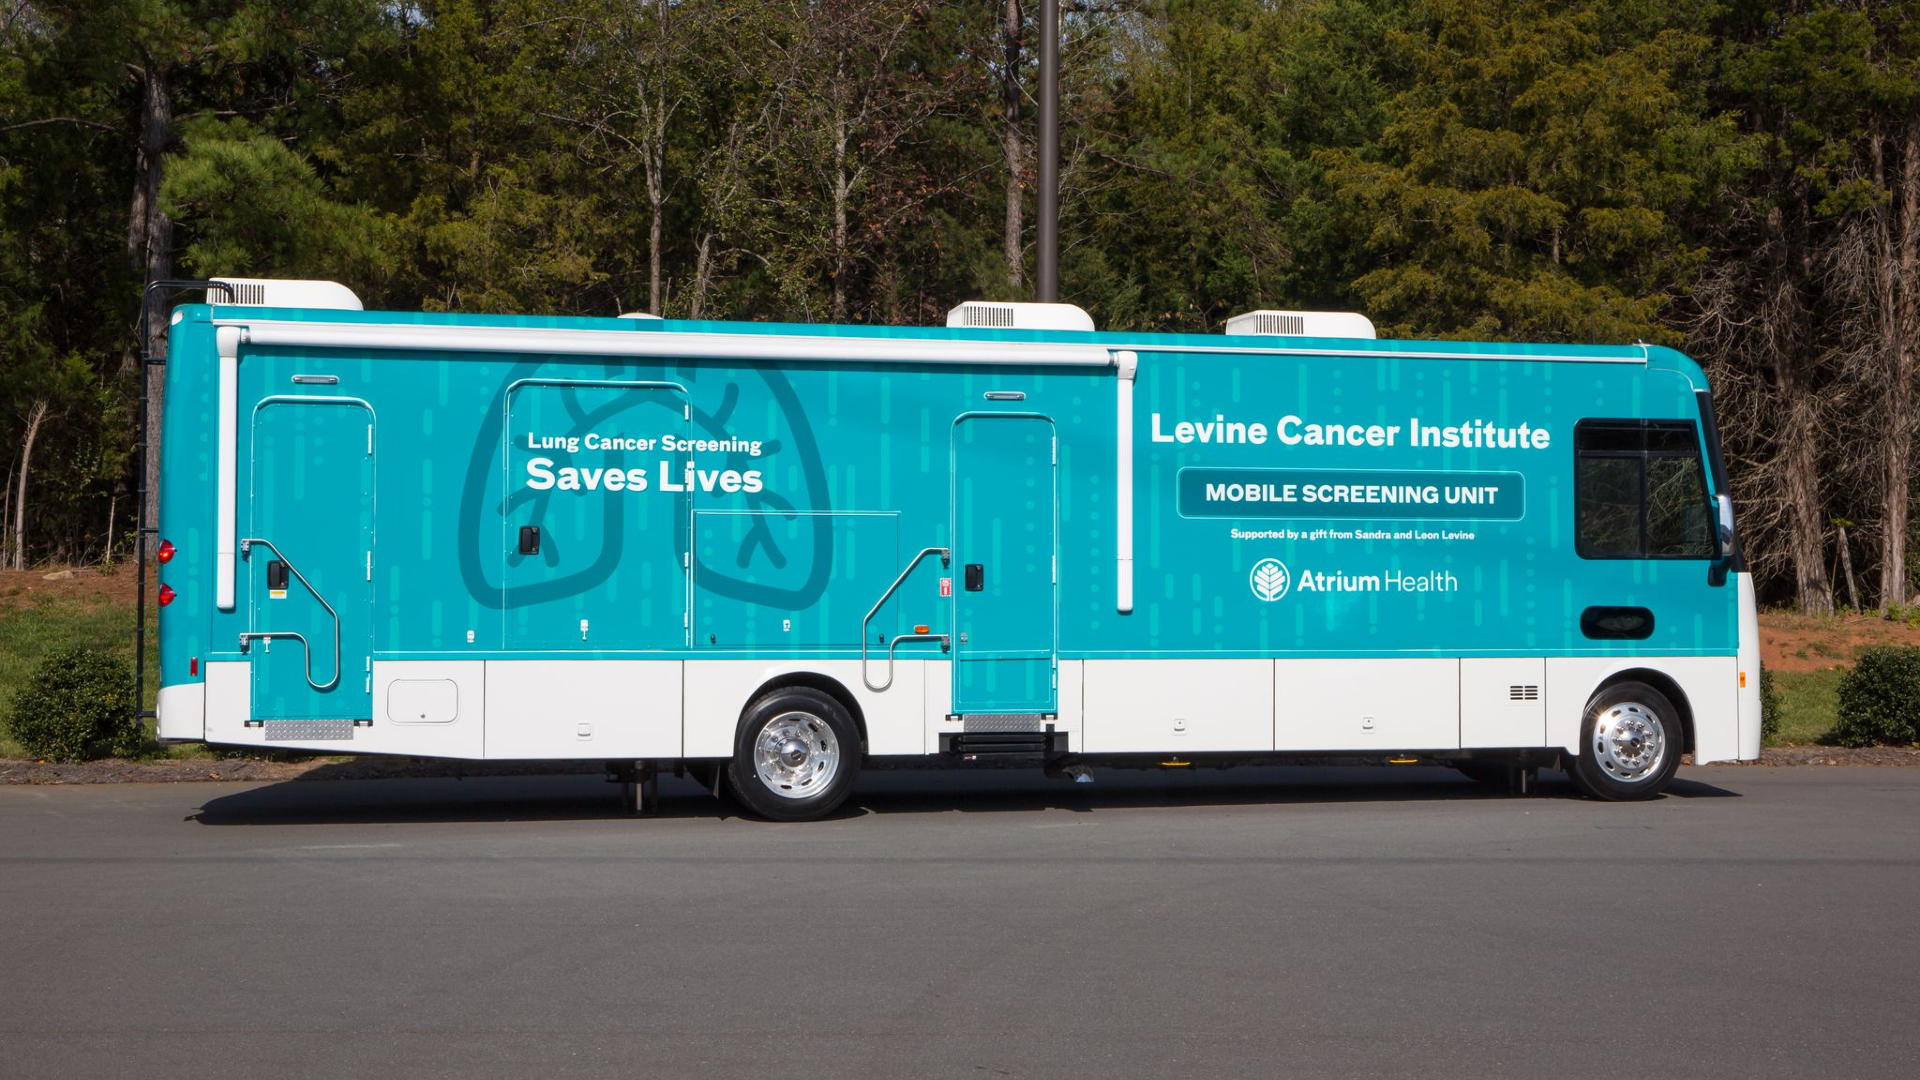 Lung Cancer Screening
Saves Lives
Levine Cancer Institute
MOBILE SCREENING UNIT
Supported by a gift from Sandra and Leon Levine
Atrium Health